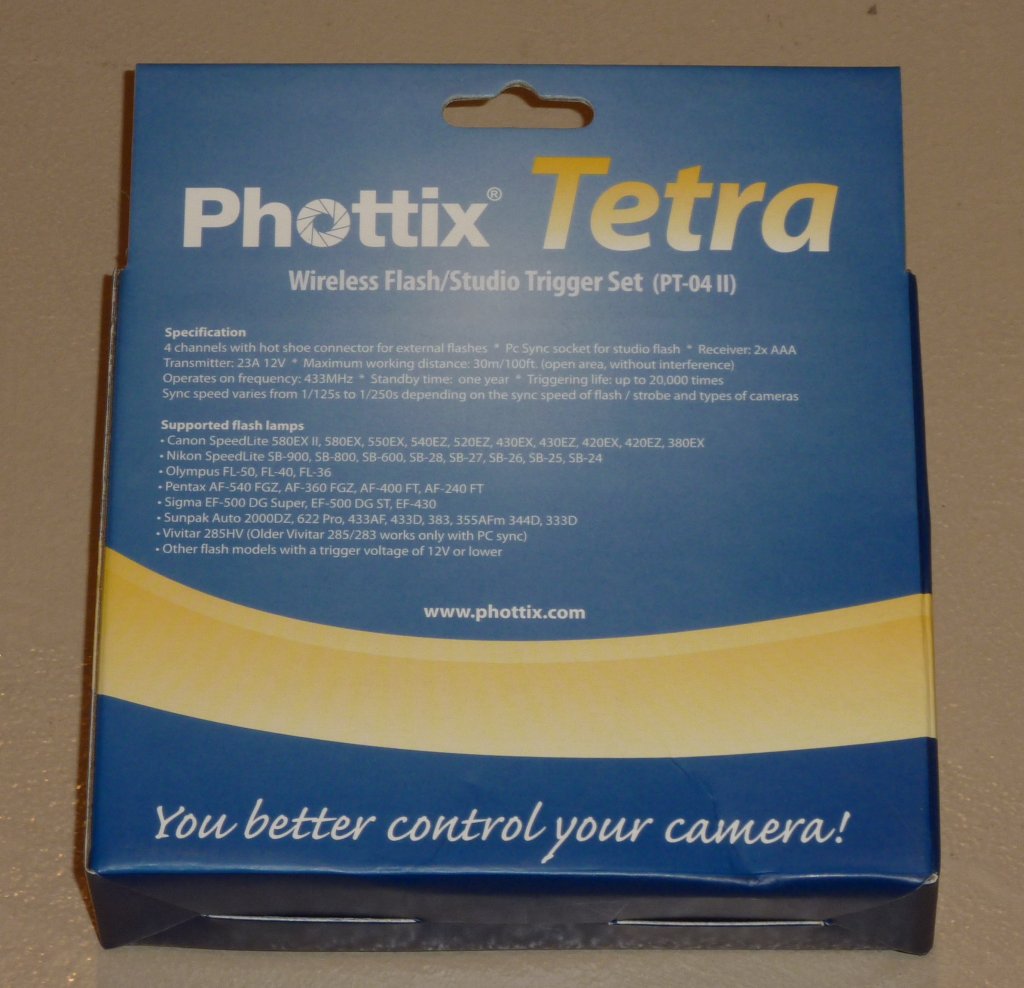 Phottix® Tetra
Wireless Flash/Studio Trigger Set (PT-04 II)
Specification
4 channels with hot shoe connector for external flashes * Pc Sync socket for studio flash * Receiver: 2x AAA
Transmitter: 23A 12V * Maximum working distance: 30m/100ft. (open area, without interference)
Operates on frequency: 433MHz * Standby time: one year * Triggering life: up to 20,000 times
Sync speed varies from 1/125s to 1/250s depending on the sync speed of flash / strobe and types of cameras
Supported flash lamps
• Canon SpeedLite 580EX II, 580EX, 550EX, 540EZ, 520EZ, 430EX, 430EZ, 420EX, 420EZ, 380EX
• Nikon SpeedLite SB-900, SB-800, SB-600, SB-28, SB-27, SB-26, SB-25, SB-24
• Olympus FL-50, FL-40, FL-36
• Pentax AF-540 FGZ, AF-360 FGZ, AF-400 FT, AF-240 FT
• Sigma EF-500 DG Super, EF-500 DG ST, EF-430
• Sunpak Auto 2000DZ, 622 Pro, 433AF, 433D, 383, 355AFm 344D, 333D
• Vivitar 285HV (Older Vivitar 285/283 works only with PC sync)
• Other flash models with a trigger voltage of 12V or lower
www.phottix.com
You better control your camera!